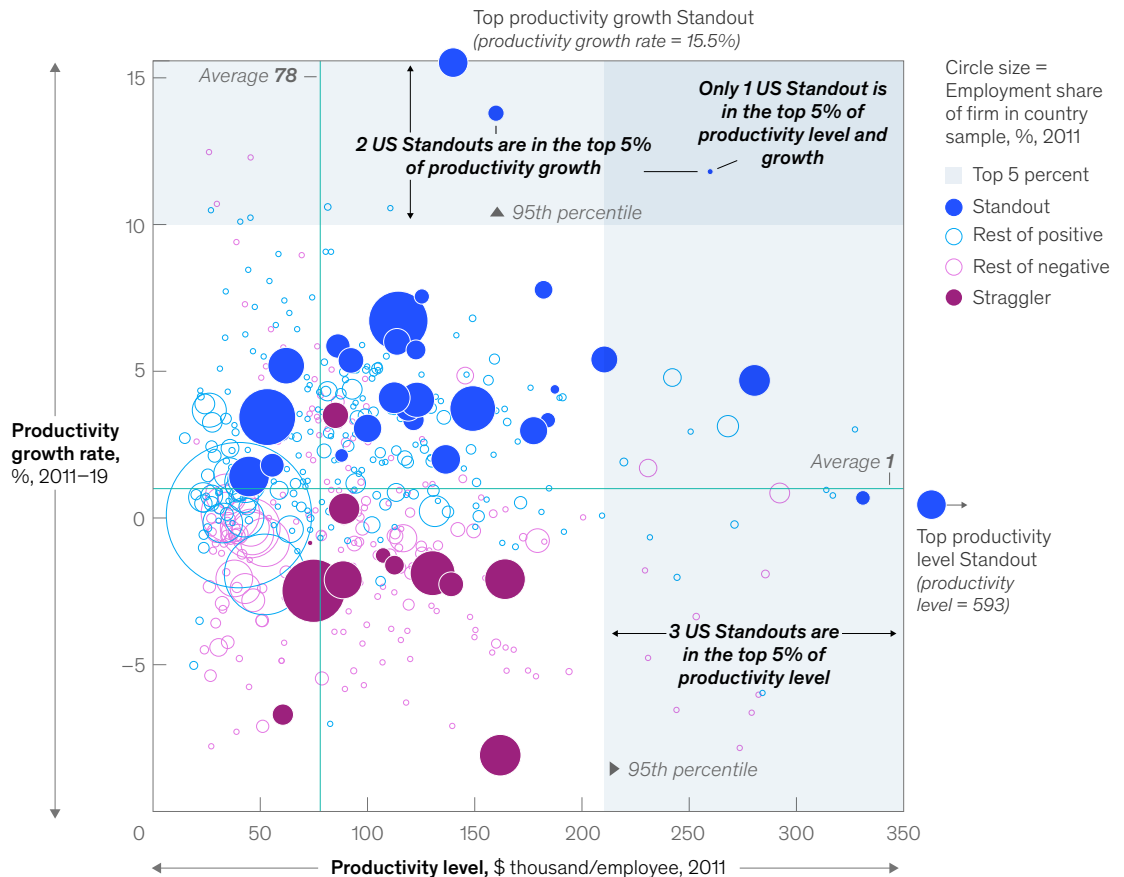 Top productivity growth Standout
(productivity growth rate = 15.5%)
Average 78
2 US Standouts are in the top 5%
of productivity growth
Only 1 US Standout is
in the top 5% of
productivity level and
growth
95th percentile
Circle size =
Employment share
of firm in country
sample, %, 2011
Top 5 percent
Standout
Rest of positive
Rest of negative
Straggler
15
10
5
0
–5
Productivity
growth rate,
%, 2011–19
Average 1
Top productivity
level Standout
(productivity
level = 593)
3 US Standouts are
in the top 5% of
productivity level
95th percentile
0
50
100
150
200
250
300
350
Productivity level, $ thousand/employee, 2011